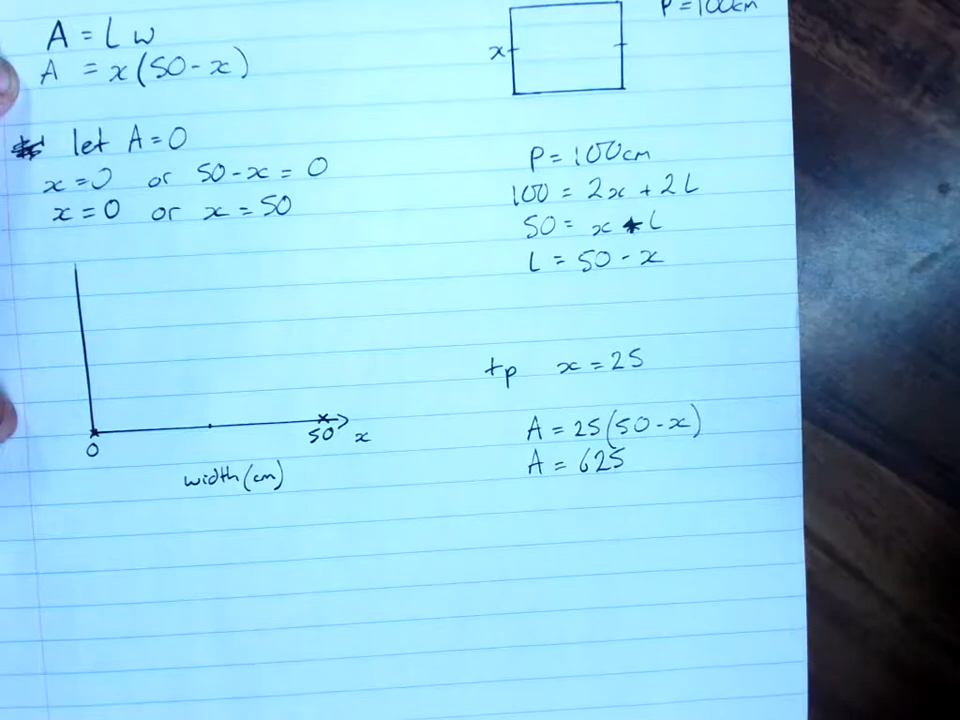 A = L w
A = x(50 - x)
P = 100cm
x
let A = 0
x = 0 or 50 - x = 0
x = 0 or x = 50
P = 100cm
100 = 2x + 2L
50 = x + L
L = 50 - x
tp x = 25
A = 25(50 - x)
A = 625
0 50 x
width (cm)